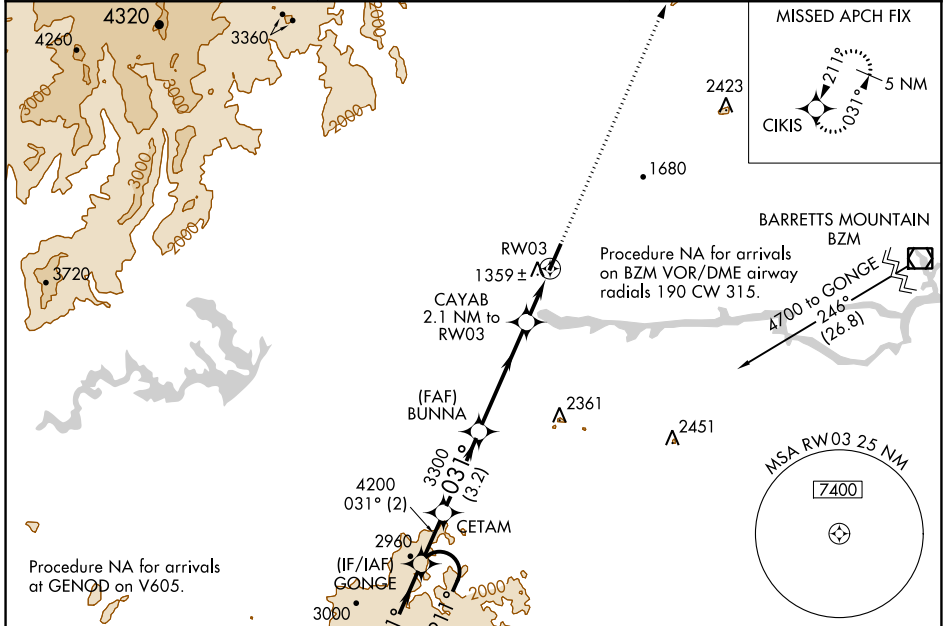 4320
4260
3360
3000
3000
2000
3000
2000
3720
MISSED APCH FIX
211°
031°
5 NM
CIKIS
2423
1680
BARRETTS MOUNTAIN
BZM
RW03
1359 ±
Procedure NA for arrivals
on BZM VOR/DME airway
radials 190 CW 315.
4700 to GONGE
246°
(26.8)
CAYAB
2.1 NM to
RW03
(FAF)
BUNNA
2361
2451
3300
031°
(3.2)
4200
031° (2)
CETAM
2960
(IF/IAF)
GONGE
2000
3000
MSA RW03 25 NM
7400
Procedure NA for arrivals
at GENOD on V605.